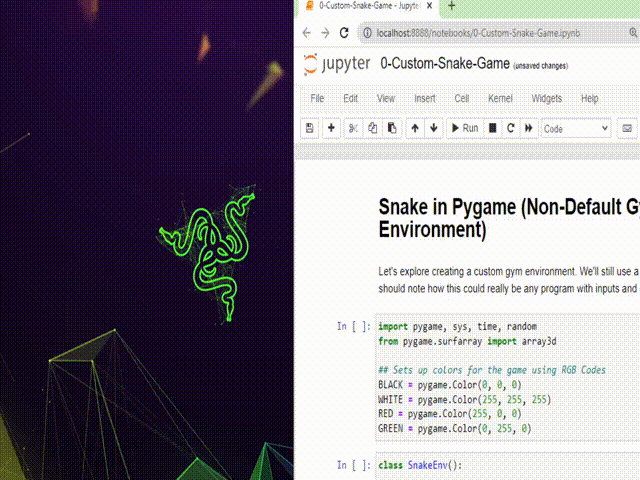 0-Custom-Snake-Game - Jupyte
localhost:8888/notebooks/0-Custom-Snake-Game.ipynb
jupyter 0-Custom-Snake-Game (unsaved changes)
File Edit View Insert Cell Kernel Widgets Help
Run Code
Snake in Pygame (Non-Default G
Environment)
Let's explore creating a custom gym environment. We'll still use a
should note how this could really be any program with inputs and
In [ ]: import pygame, sys, time, random
from pygame.surfarray import array3d
## Sets up colors for the game using RGB Codes
BLACK = pygame.Color(0, 0, 0)
WHITE = pygame.Color(255, 255, 255)
RED = pygame.Color(255, 0, 0)
GREEN = pygame.Color(0, 255, 0)
In [ ]: class SnakeEnv():